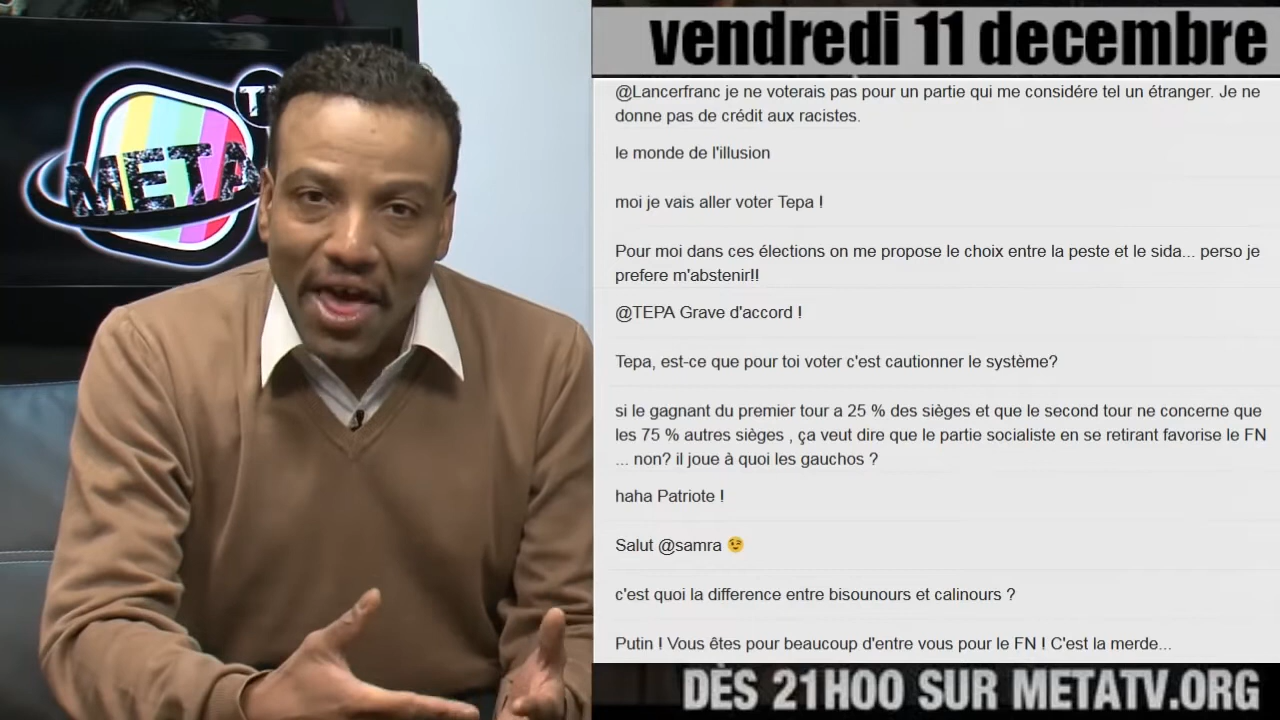 META
T
vendredi 11 decembre
@Lancerfranc je ne voterais pas pour un partie qui me considére tel un étranger. Je ne
donne pas de crédit aux racistes.
le monde de l'illusion
moi je vais aller voter Tepa !
Pour moi dans ces élections on me propose le choix entre la peste et le sida... perso je
prefere m'abstenir!!
@TEPA Grave d'accord !
Tepa, est-ce que pour toi voter c'est cautionner le système?
si le gagnant du premier tour a 25 % des sièges et que le second tour ne concerne que
les 75 % autres sièges , ça veut dire que le partie socialiste en se retirant favorise le FN
... non? il joue à quoi les gauchos ?
haha Patriote !
Salut @samra 😉
c'est quoi la difference entre bisounours et calinours ?
Putin ! Vous êtes pour beaucoup d'entre vous pour le FN ! C'est la merde...
DÈS 21H00 SUR METATV.ORG